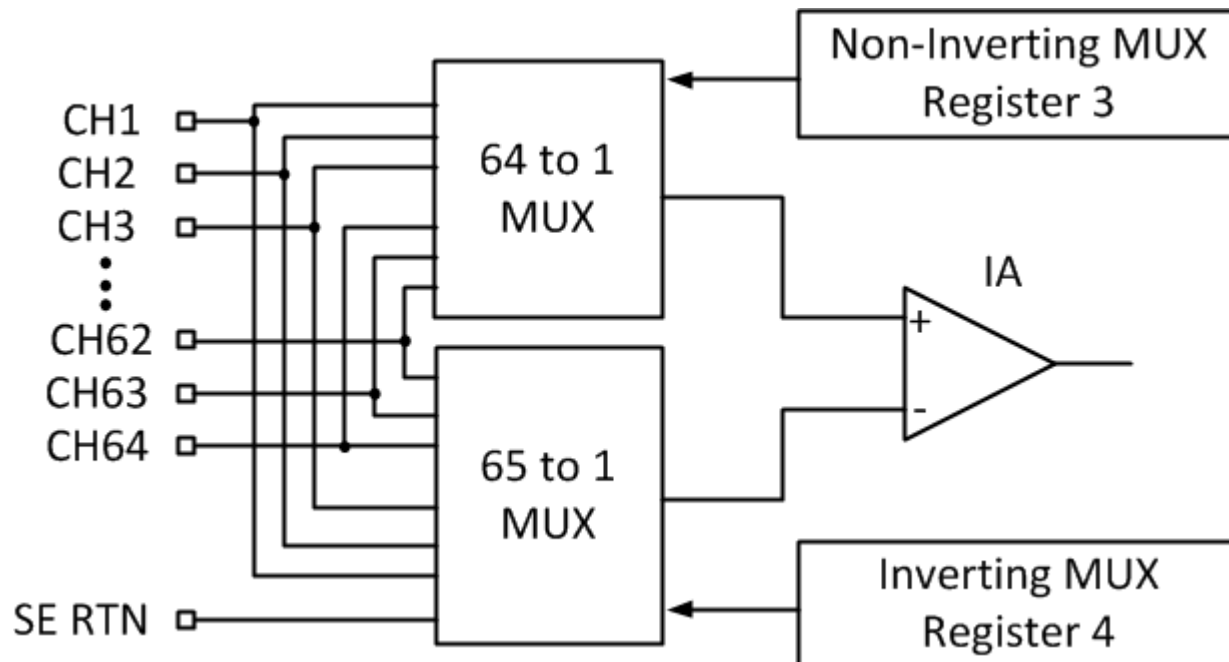 CH1
CH2
CH3
CH62
CH63
CH64
SE RTN
64 to 1
MUX
65 to 1
MUX
Non-Inverting MUX
Register 3
IA
+
-
Inverting MUX
Register 4